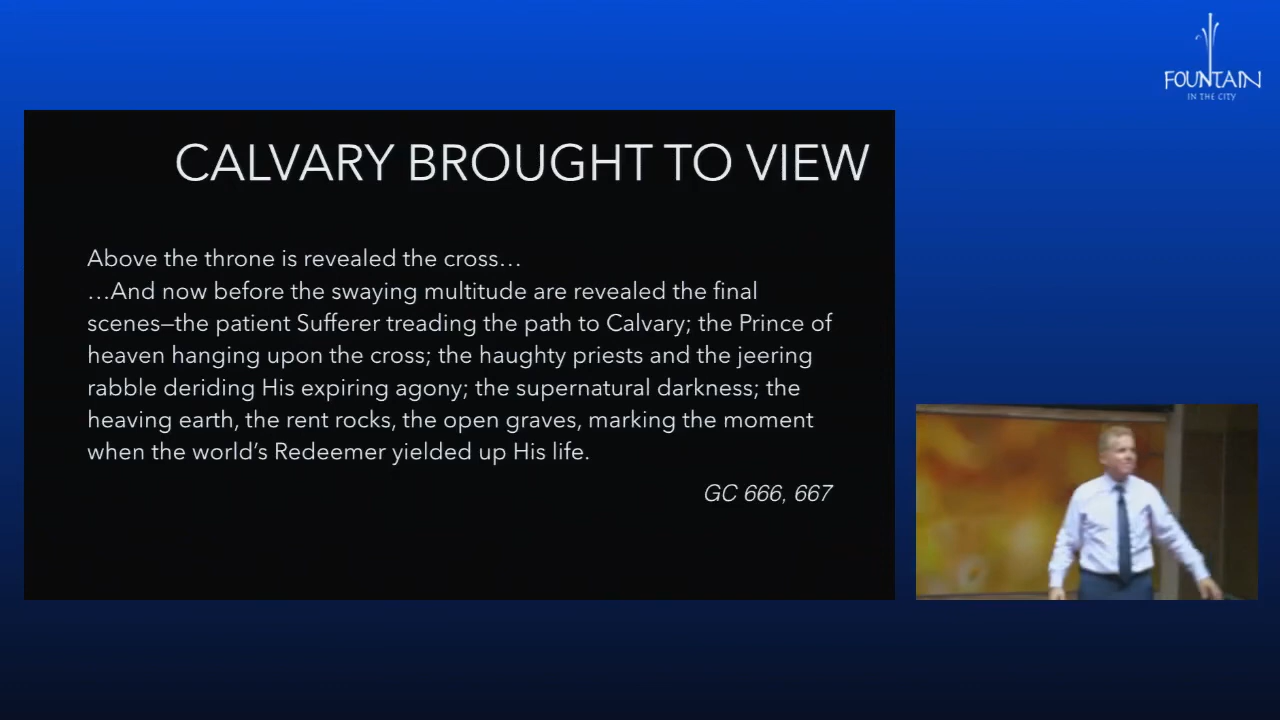 FOUNTAIN
IN THE CITY
CALVARY BROUGHT TO VIEW
Above the throne is revealed the cross…
…And now before the swaying multitude are revealed the final
scenes—the patient Sufferer treading the path to Calvary; the Prince of
heaven hanging upon the cross; the haughty priests and the jeering
rabble deriding His expiring agony; the supernatural darkness; the
heaving earth, the rent rocks, the open graves, marking the moment
when the world’s Redeemer yielded up His life.
GC 666, 667